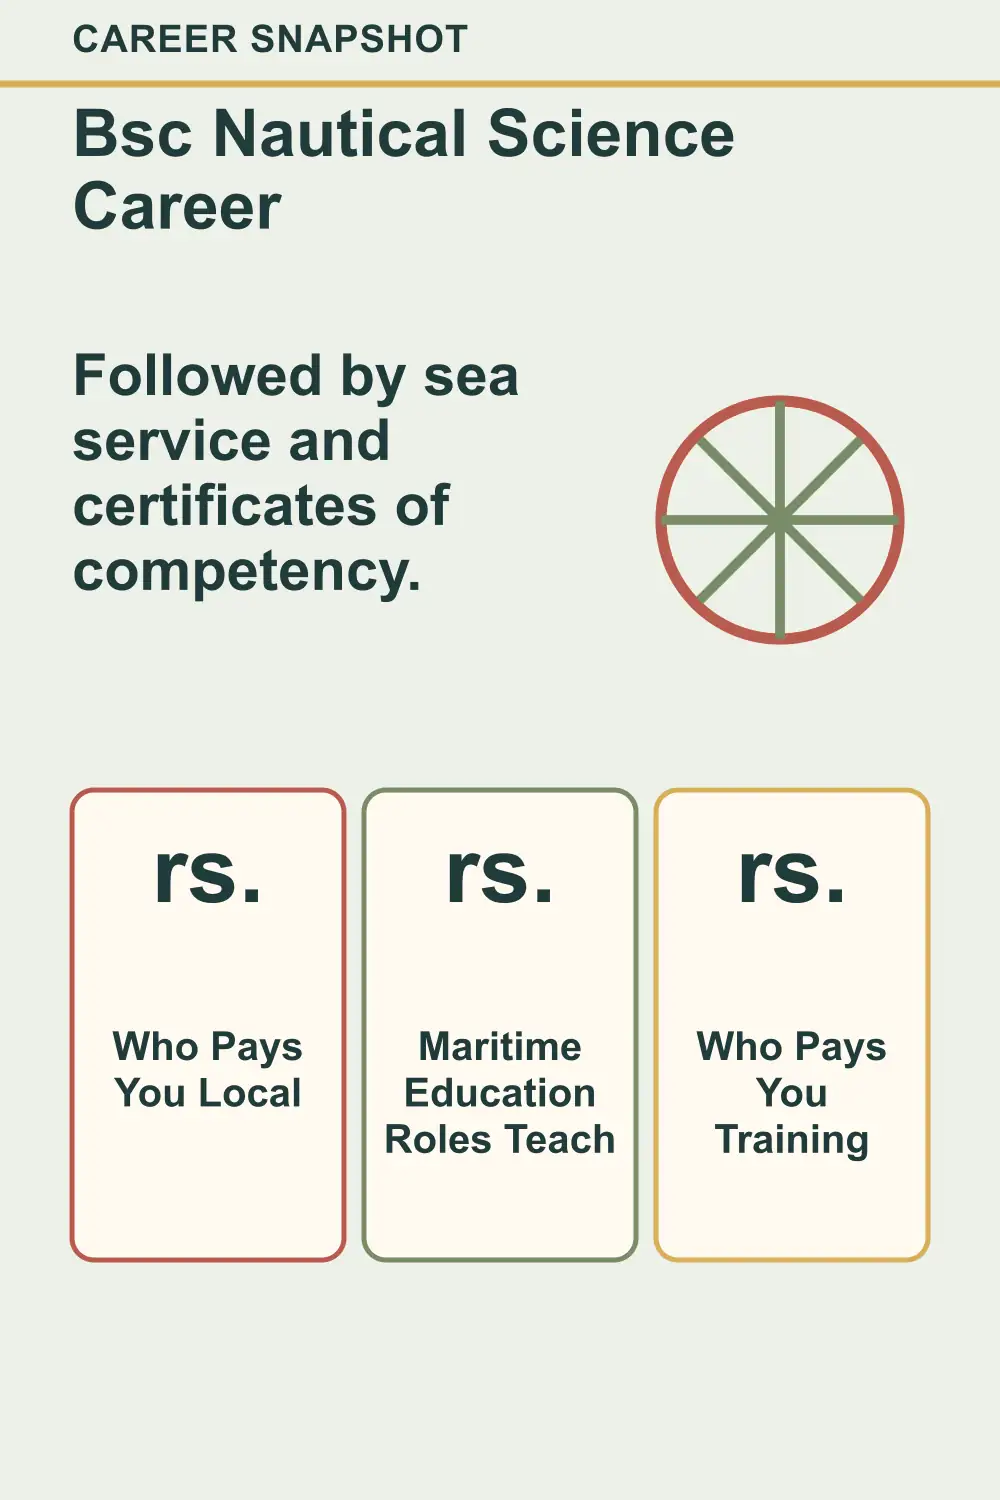 CAREER SNAPSHOT
Bsc Nautical Science
Career
Followed by sea
service and
certificates of
competency.
rs.
Who Pays
You Local
rs.
Maritime
Education
Roles Teach
rs.
Who Pays
You
Training